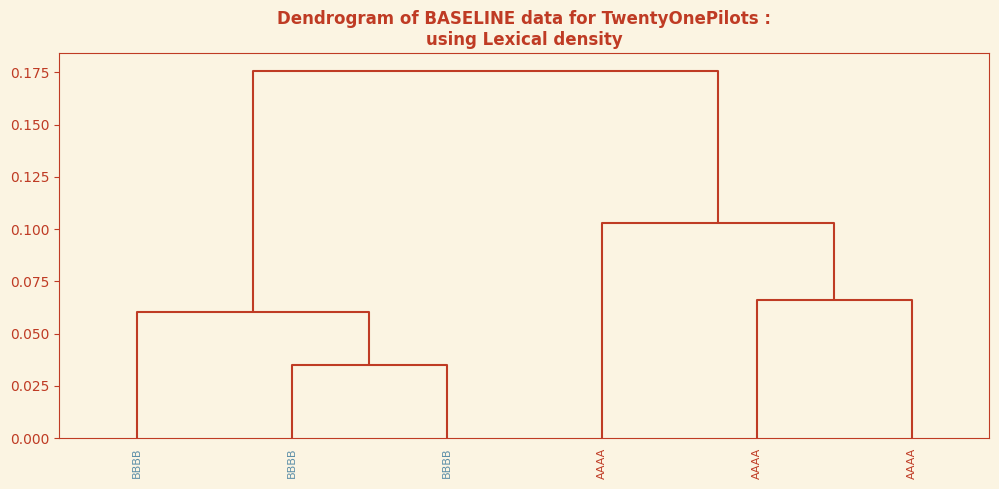 Dendrogram of BASELINE data for TwentyOnePilots :
using Lexical density
0.175
0.150
0.125
0.100
0.075
0.050
0.025
0.000
BBBB
BBBB
BBBB
AAAA
AAAA
AAAA